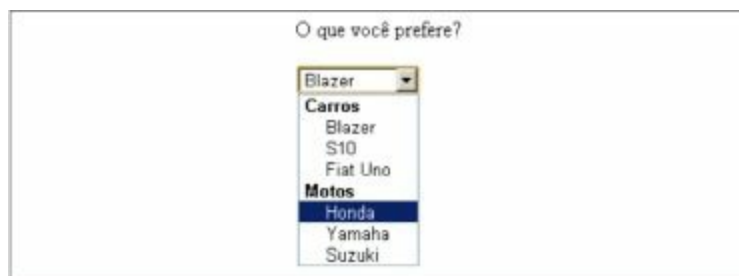 O que você prefere?
Blazer
Carros
Blazer
S10
Fiat Uno
Motos
Honda
Yamaha
Suzuki